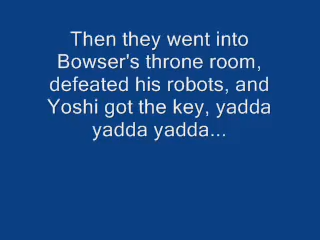 Then they went into
Bowser's throne room,
defeated his robots, and
Yoshi got the key, yadda
yadda yadda...